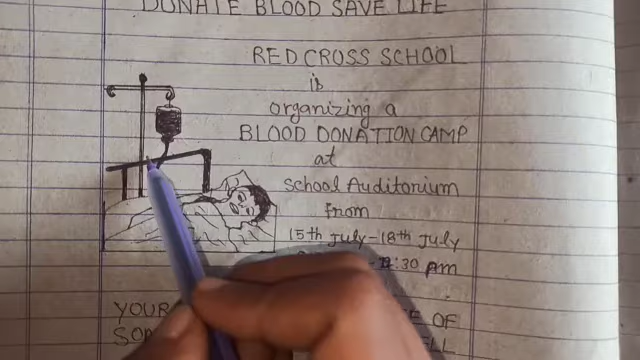 DONATE BLOOD SAVE LIFE
RED CROSS SCHOOL
is
organizing a
BLOOD DONATION CAMP
at
School Auditorium
From
15th July-18th July
:30 pm
YOUR OF